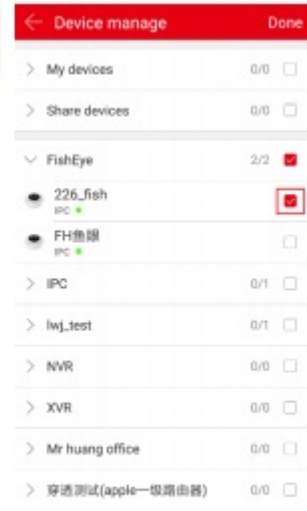 Device manage Done
My devices 0/0
Share devices 0/0
FishEye 2/2
226_fish
IPC
FH鱼眼
IPC
IPC 0/1
lwj_test 0/1
NVR 0/0
XVR 0/0
Mr huang office 0/0
穿透测试(apple一级路由器) 0/0